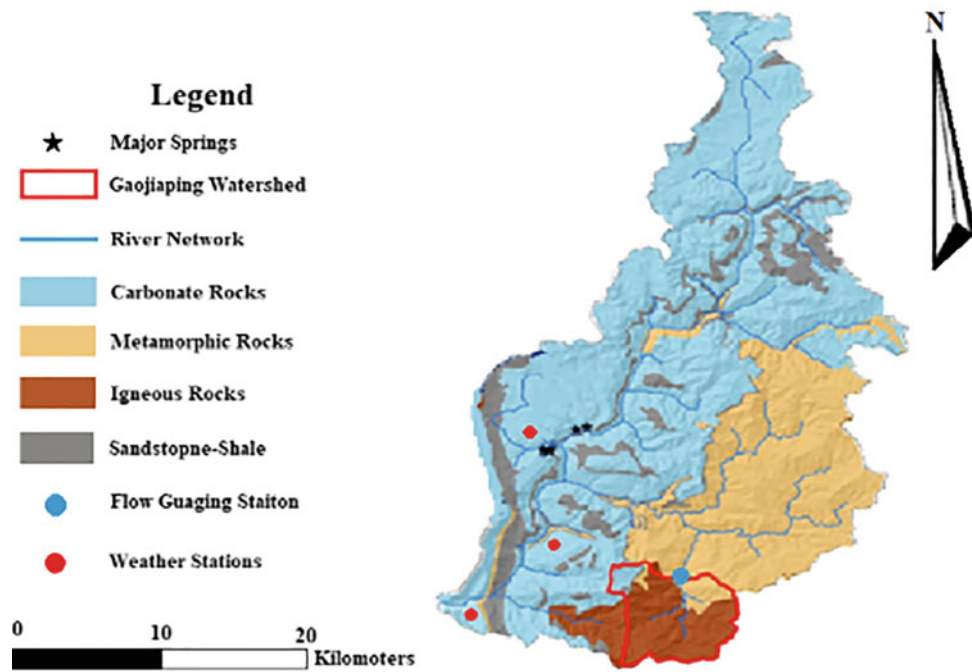 N
Legend
Major Springs
Gaojiaping Watershed
River Network
Carbonate Rocks
Metamorphic Rocks
Igneous Rocks
Sandstopne-Shale
Flow Guaging Staiton
Weather Stations
0 10 20
Kilomoters